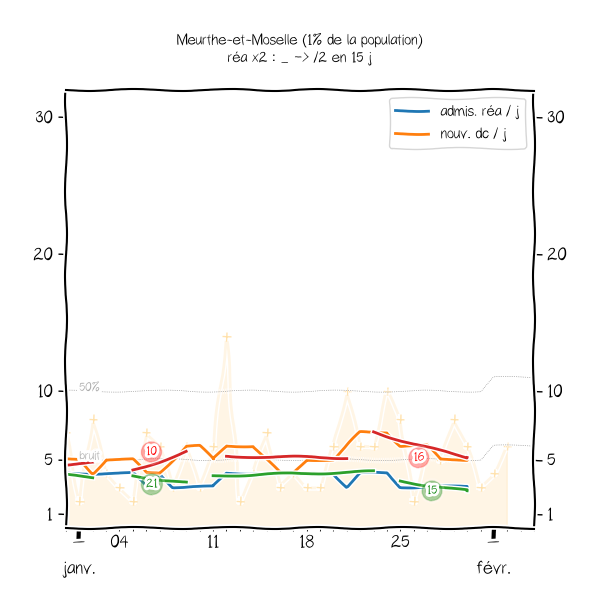 Meurthe-et-Moselle (1% de la population)
réa x2 : _ -> /2 en 15 j
admis. réa / j
nouv. dc / j
30 30
20 20
10 10
5 5
1 1
50%
bruit
10
21
16
15
04 11 18 25
janv. févr.